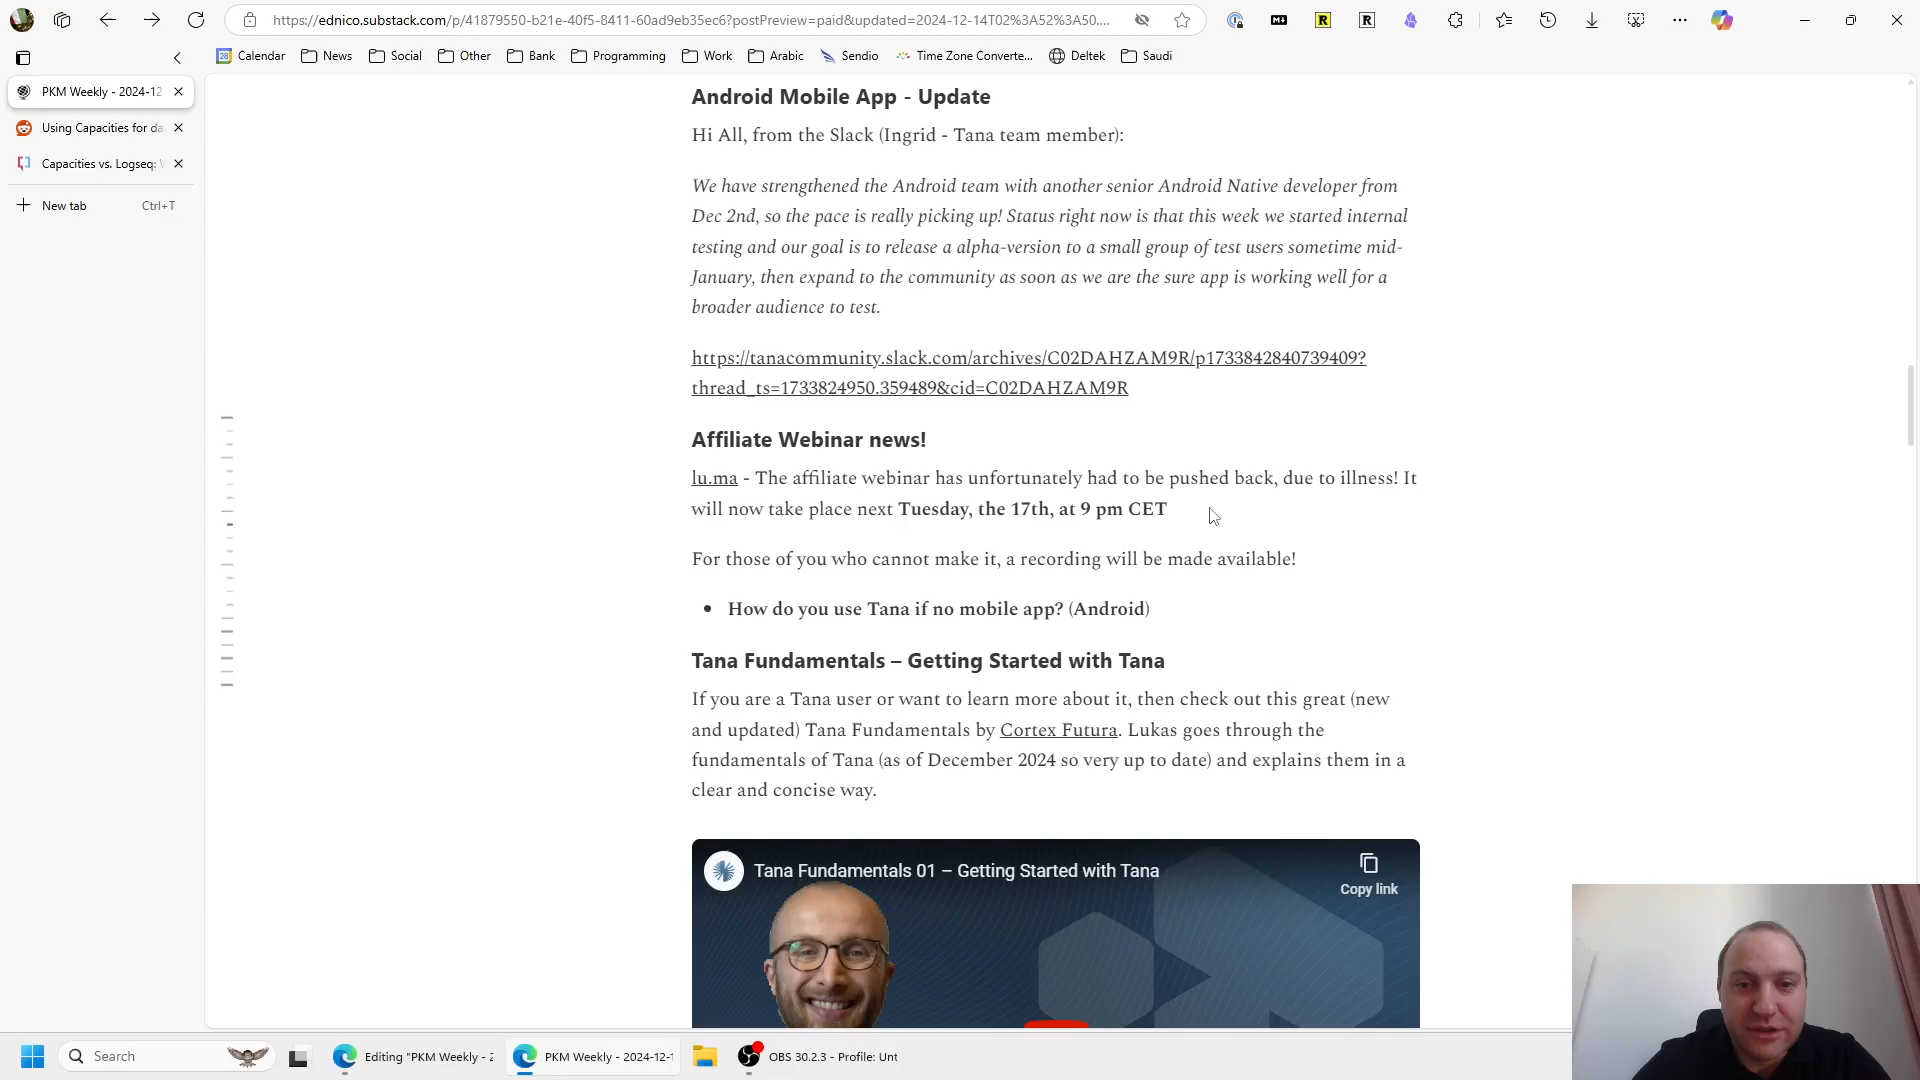 https://ednico.substack.com/p/41879550-b21e-40f5-8411-60ad9eb35ec6?postPreview=paid&updated=2024-12-14T02%3A52%3A50....
Calendar News Social Other Bank Programming Work Arabic Sendio Time Zone Converte... Deltek Saudi
PKM Weekly - 2024-12
Using Capacities for da
Capacities vs. Logseq: W
New tab Ctrl+T
Android Mobile App - Update
Hi All, from the Slack (Ingrid - Tana team member):
We have strengthened the Android team with another senior Android Native developer from
Dec 2nd, so the pace is really picking up! Status right now is that this week we started internal
testing and our goal is to release a alpha-version to a small group of test users sometime mid-
January, then expand to the community as soon as we are the sure app is working well for a
broader audience to test.
https://tanacommunity.slack.com/archives/C02DAHZAM9R/p1733842840739409?
thread_ts=1733824950.359489&cid=C02DAHZAM9R
Affiliate Webinar news!
lu.ma - The affiliate webinar has unfortunately had to be pushed back, due to illness! It
will now take place next Tuesday, the 17th, at 9 pm CET
For those of you who cannot make it, a recording will be made available!
• How do you use Tana if no mobile app? (Android)
Tana Fundamentals – Getting Started with Tana
If you are a Tana user or want to learn more about it, then check out this great (new
and updated) Tana Fundamentals by Cortex Futura. Lukas goes through the
fundamentals of Tana (as of December 2024 so very up to date) and explains them in a
clear and concise way.
Tana Fundamentals 01 – Getting Started with Tana
Copy link
Search
Editing "PKM Weekly - 2
PKM Weekly - 2024-12-1
OBS 30.2.3 - Profile: Unt